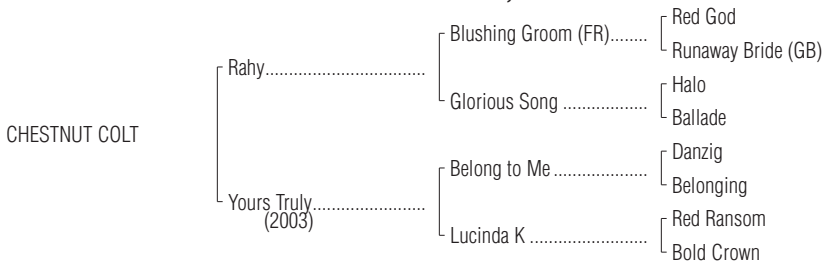 Red God
Blushing Groom (FR)........
Runaway Bride (GB)
Rahy.................................
Halo
Glorious Song ..................
Ballade
CHESTNUT COLT
Danzig
Belong to Me ....................
Belonging
Yours Truly.......................
(2003)
Red Ransom
Lucinda K .........................
Bold Crown